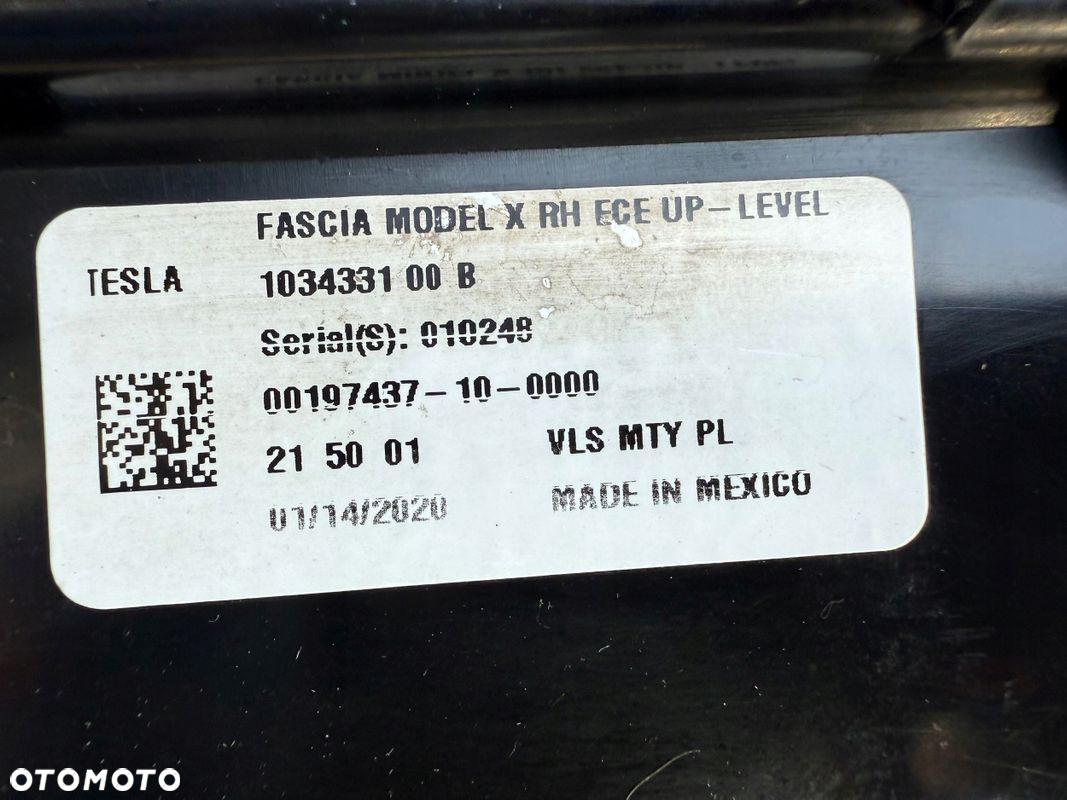 FASCIA MODEL X RH ECE UP-LEVEL
TESLA 1034331 00 B
Serial(S): 010248
00197437-10-0000
21 50 01 VLS MTY PL
01/14/2020 MADE IN MEXICO
OTOMOTO